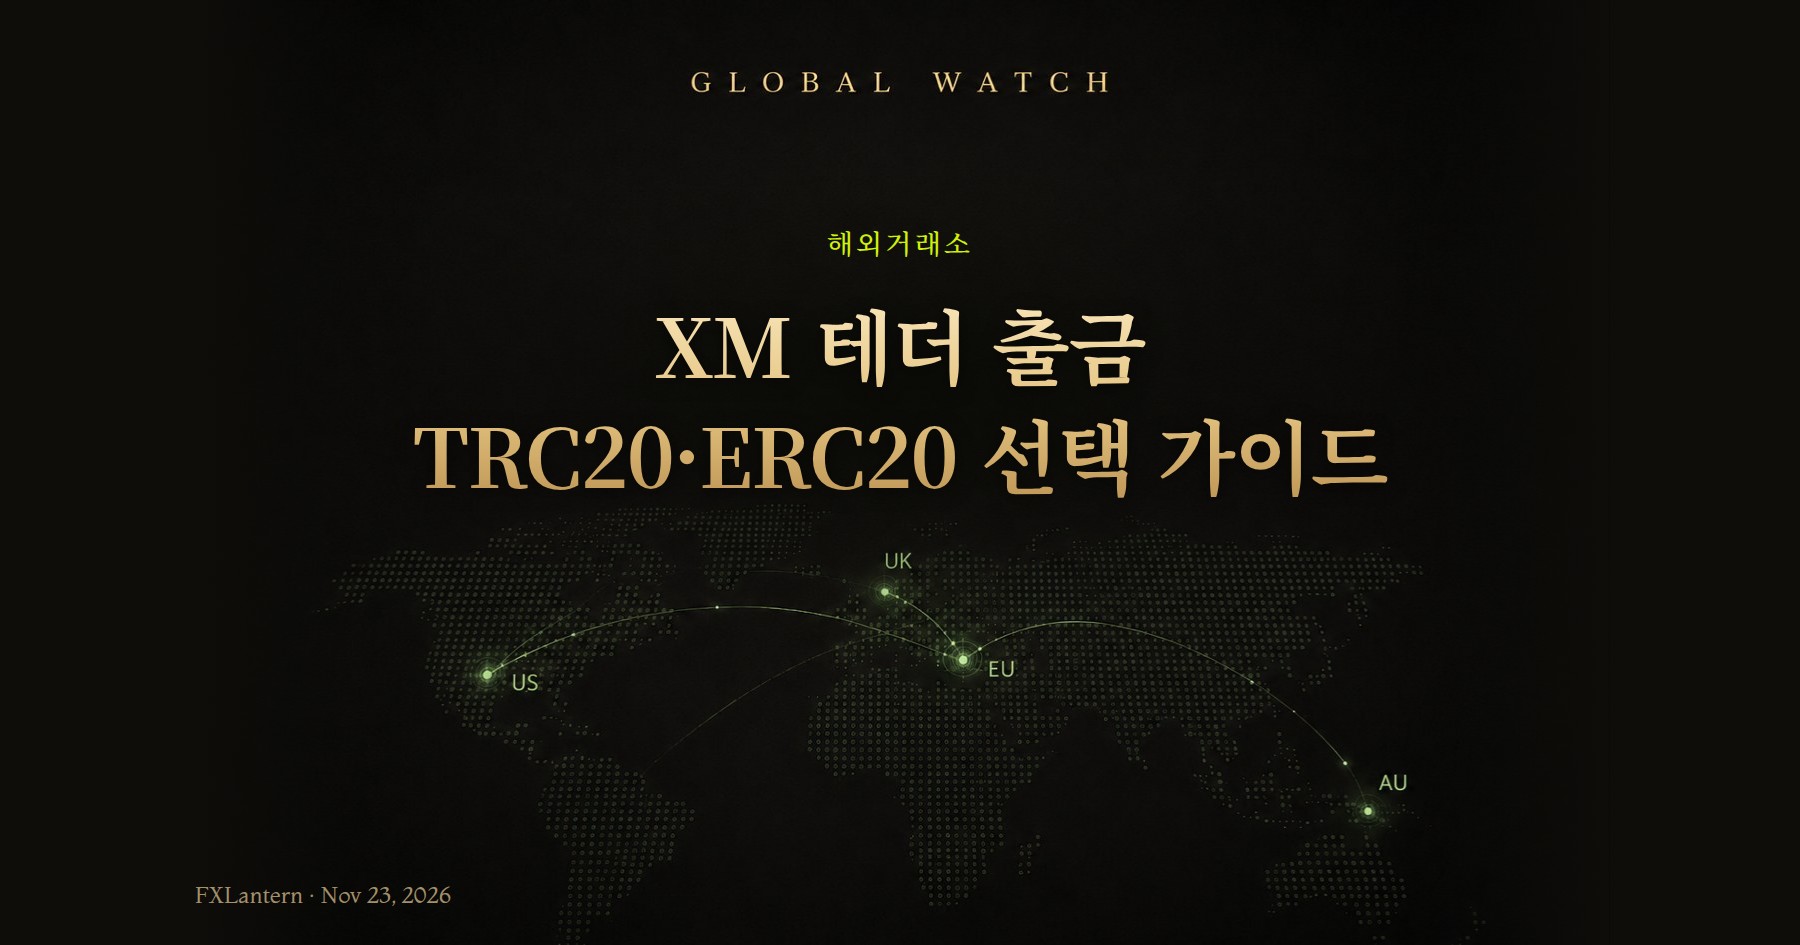 GLOBAL WATCH
해외거래소
XM 테더 출금
TRC20·ERC20 선택 가이드
UK
US
EU
AU
FXLantern · Nov 23, 2026